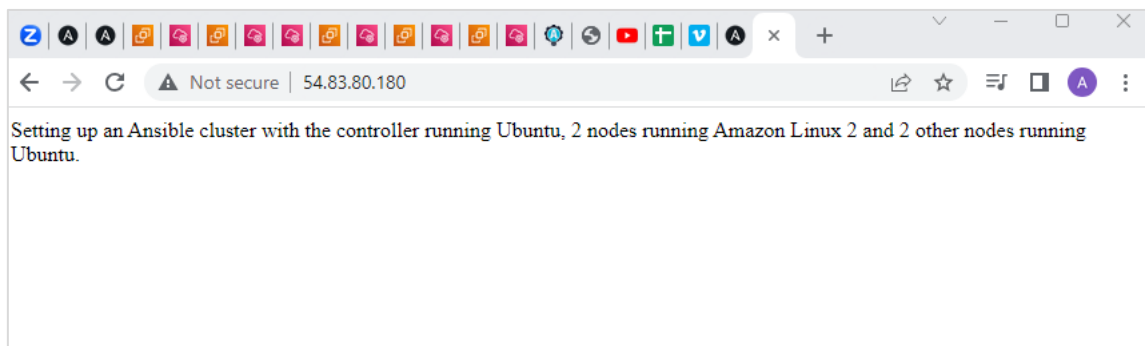 Not secure | 54.83.80.180
A
Setting up an Ansible cluster with the controller running Ubuntu, 2 nodes running Amazon Linux 2 and 2 other nodes running
Ubuntu.